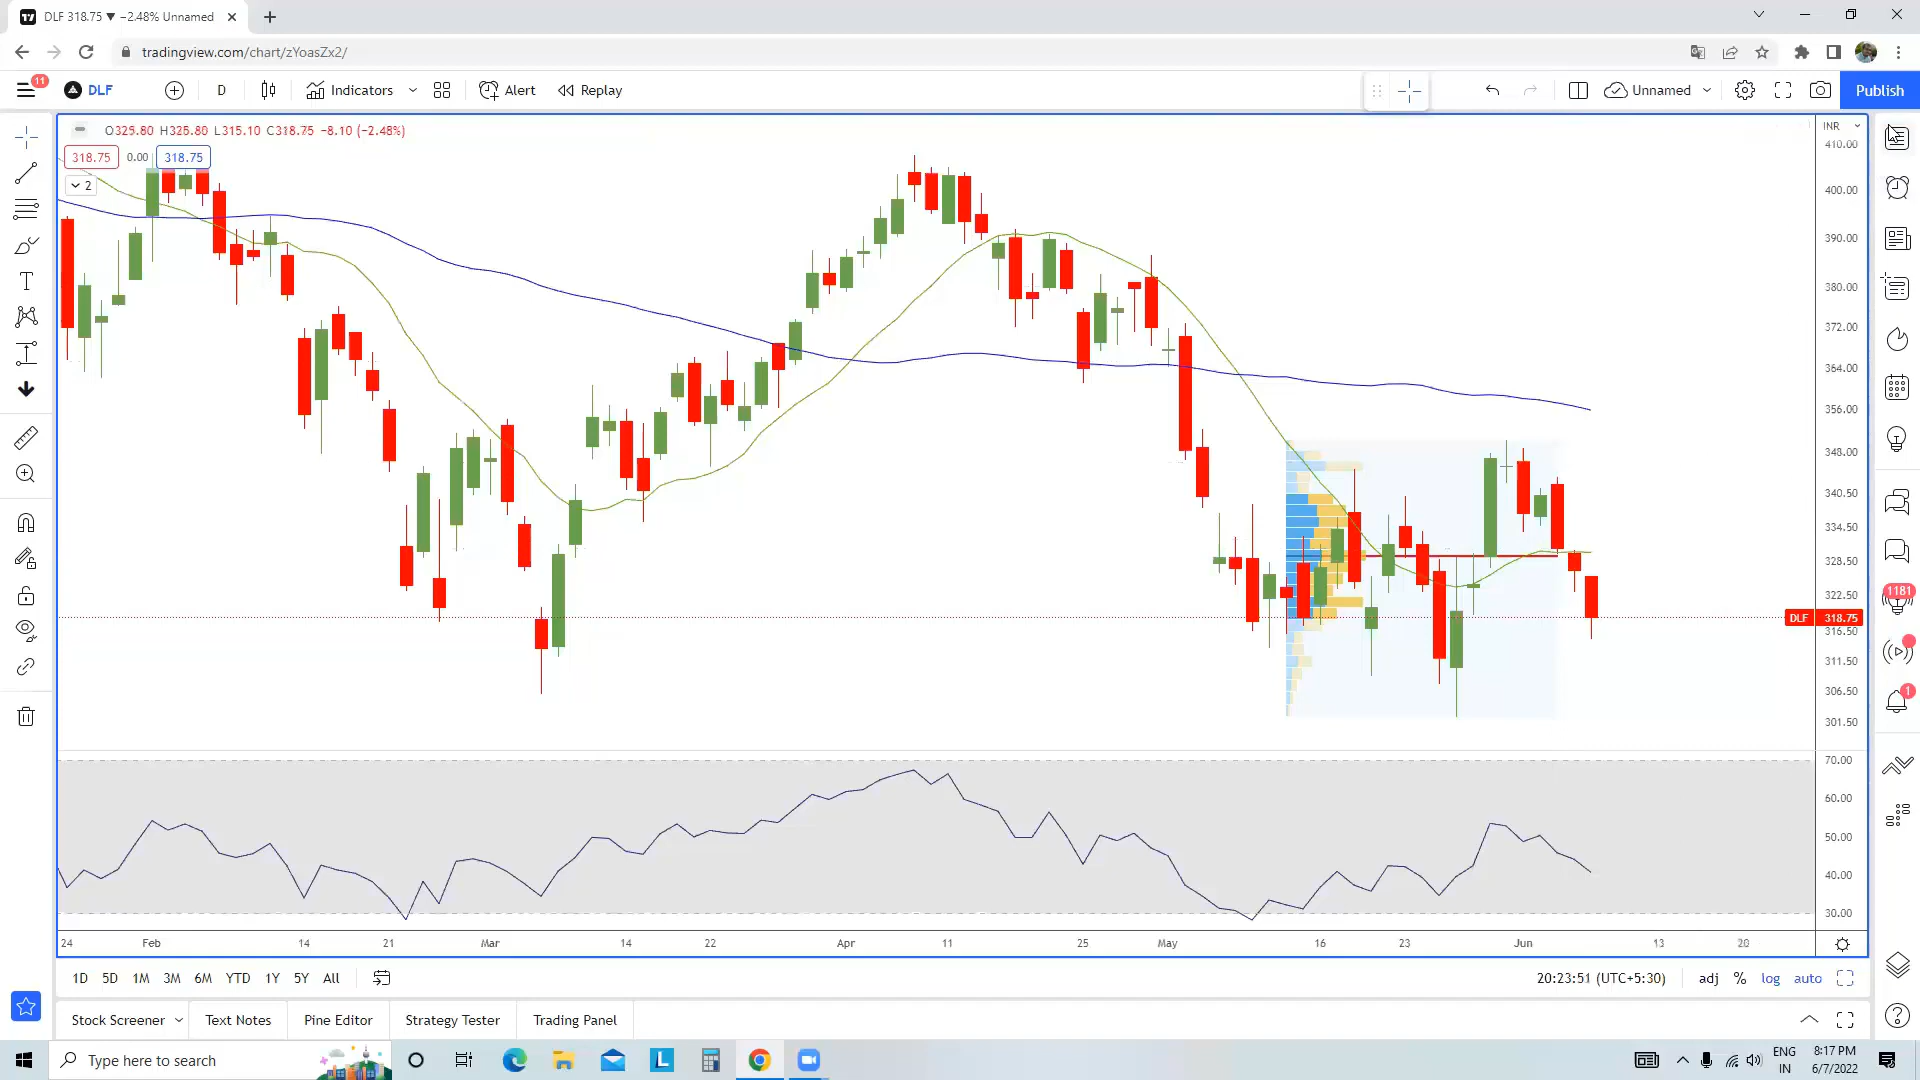 DLF 318.75 ▼ −2.48% Unnamed
tradingview.com/chart/zYoasZx2/
11
DLF
D
Indicators
Alert
Replay
Unnamed
Publish
O325.80 H325.80 L315.10 C318.75 −8.10 (−2.48%)
318.75 0.00 318.75
2
INR
410.00
400.00
390.00
380.00
372.00
364.00
356.00
348.00
340.50
334.50
328.50
322.50
DLF 318.75
316.50
311.50
306.50
301.50
70.00
60.00
50.00
40.00
30.00
1181
1
24 Feb 14 21 Mar 14 22 Apr 11 25 May 16 23 Jun 13 20
1D 5D 1M 3M 6M YTD 1Y 5Y All
20:23:51 (UTC+5:30) adj % log auto
Stock Screener Text Notes Pine Editor Strategy Tester Trading Panel
Type here to search
ENG
IN
8:17 PM
6/7/2022